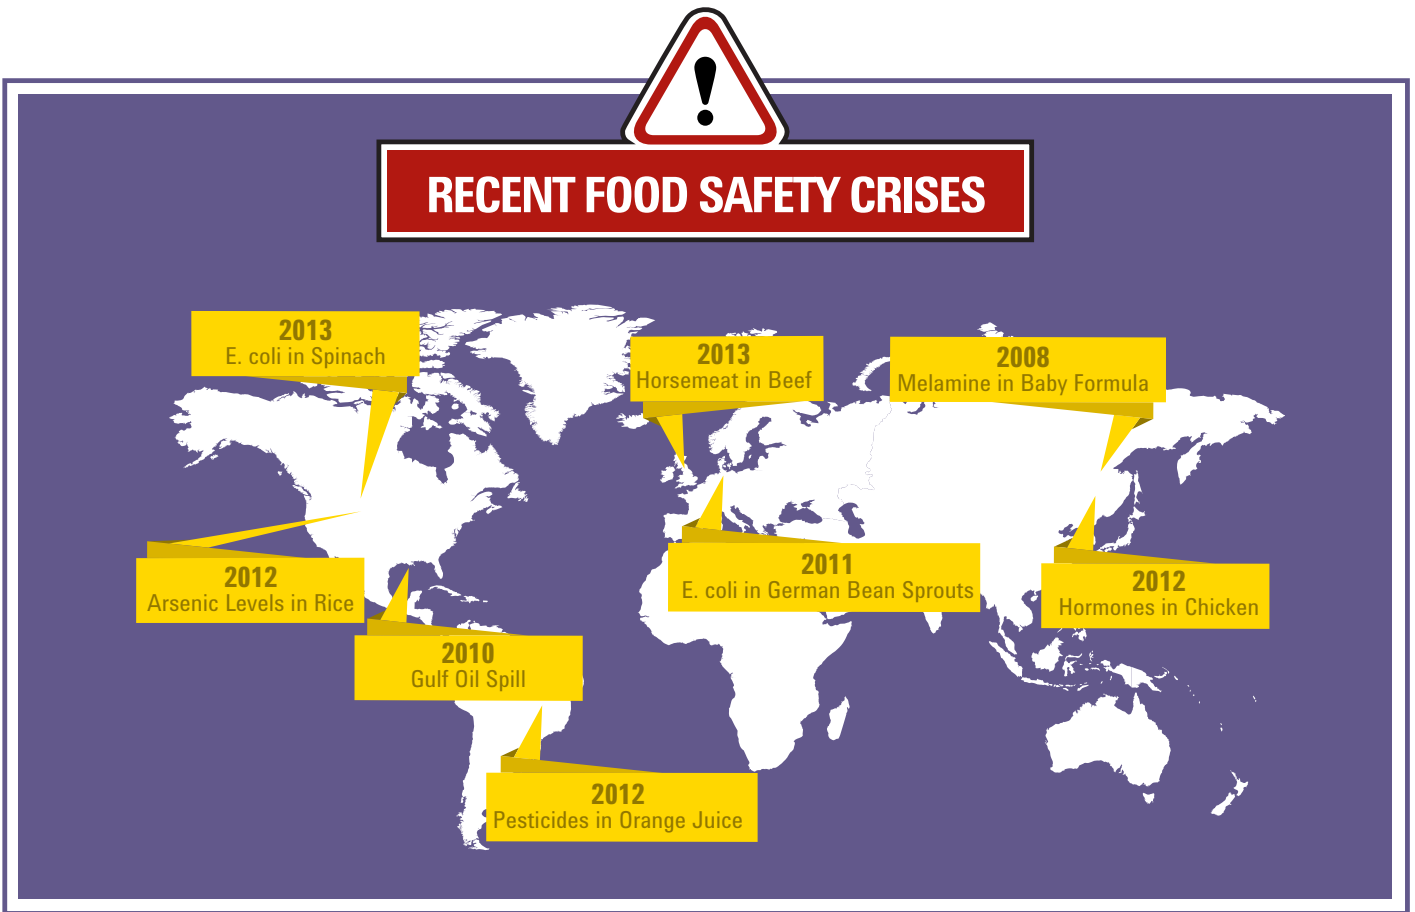 !
RECENT FOOD SAFETY CRISES
2013
E. coli in Spinach
2013
Horsemeat in Beef
2008
Melamine in Baby Formula
2012
Arsenic Levels in Rice
2011
E. coli in German Bean Sprouts
2012
Hormones in Chicken
2010
Gulf Oil Spill
2012
Pesticides in Orange Juice